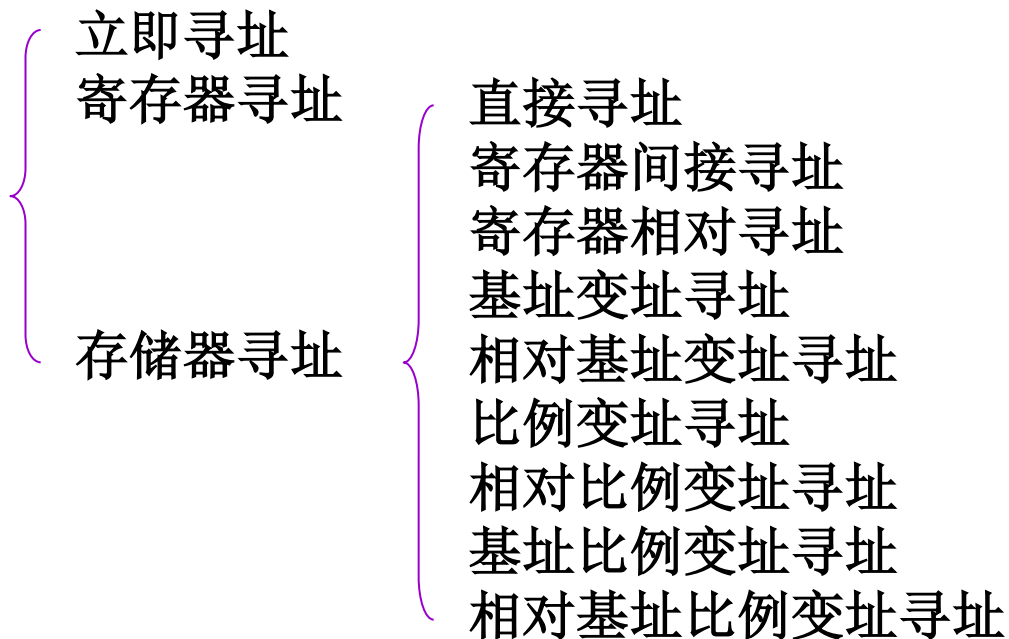 立即寻址
寄存器寻址
存储器寻址
直接寻址
寄存器间接寻址
寄存器相对寻址
基址变址寻址
相对基址变址寻址
比例变址寻址
相对比例变址寻址
基址比例变址寻址
相对基址比例变址寻址